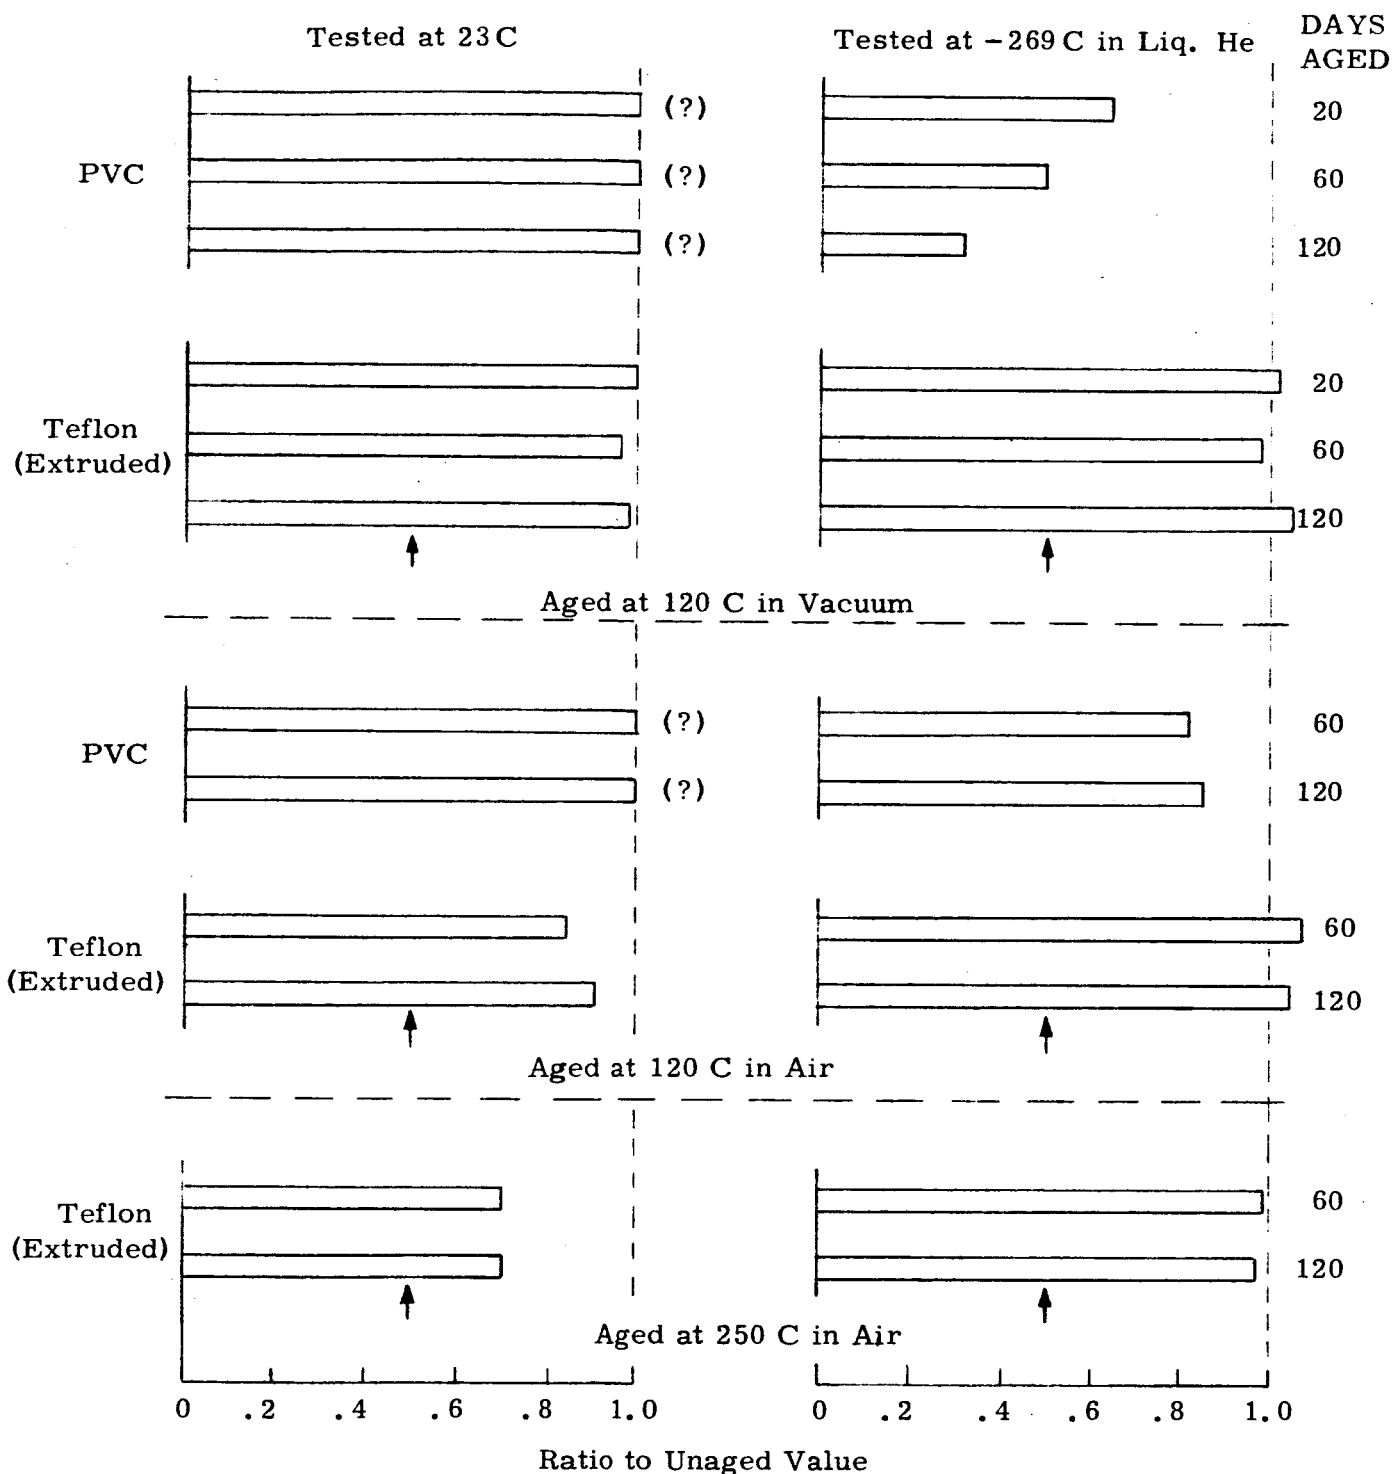 Tested at 23 C
Tested at -269 C in Liq. He
DAYS
AGED
(?)
20
PVC
(?)
60
(?)
120
20
Teflon
(Extruded)
60
120
Aged at 120 C in Vacuum
(?)
60
PVC
(?)
120
60
Teflon
(Extruded)
120
Aged at 120 C in Air
60
Teflon
(Extruded)
120
Aged at 250 C in Air
0 .2 .4 .6 .8 1.0
0 .2 .4 .6 .8 1.0
Ratio to Unaged Value